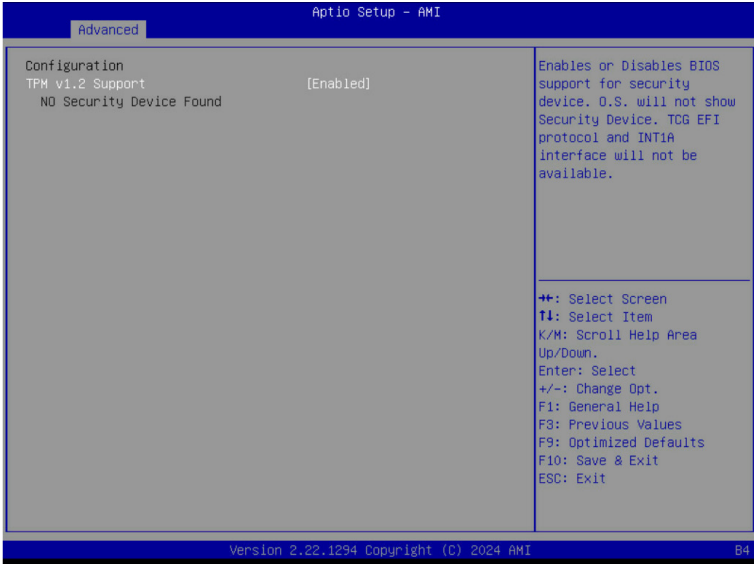 Aptio Setup – AMI
Advanced
Configuration
TPM v1.2 Support [Enabled]
NO Security Device Found
Enables or Disables BIOS
support for security
device. O.S. will not show
Security Device. TCG EFI
protocol and INT1A
interface will not be
available.
→←: Select Screen
↑↓: Select Item
K/M: Scroll Help Area
Up/Down.
Enter: Select
+/-: Change Opt.
F1: General Help
F3: Previous Values
F9: Optimized Defaults
F10: Save & Exit
ESC: Exit
Version 2.22.1294 Copyright (C) 2024 AMI
B4